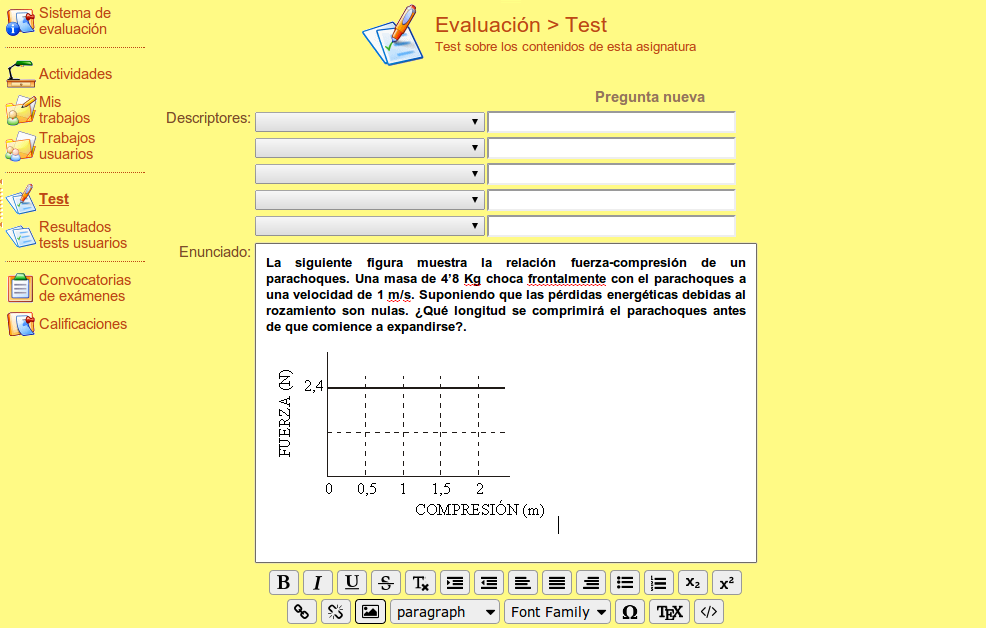 Sistema de
evaluación
Actividades
Mis
trabajos
Trabajos
usuarios
Test
Resultados
tests usuarios
Convocatorias
de exámenes
Calificaciones
Evaluación > Test
Test sobre los contenidos de esta asignatura
Pregunta nueva
Descriptores:
Enunciado:
La siguiente figura muestra la relación fuerza-compresión de un
parachoques. Una masa de 4’8 Kg choca frontalmente con el parachoques a
una velocidad de 1 m/s. Suponiendo que las pérdidas energéticas debidas al
rozamiento son nulas. ¿Qué longitud se comprimirá el parachoques antes
de que comience a expandirse?.
FUERZA (N)
2,4
0 0,5 1 1,5 2
COMPRESIÓN (m)
B I U S Tx x₂ x²
paragraph Font Family Ω TEX </>